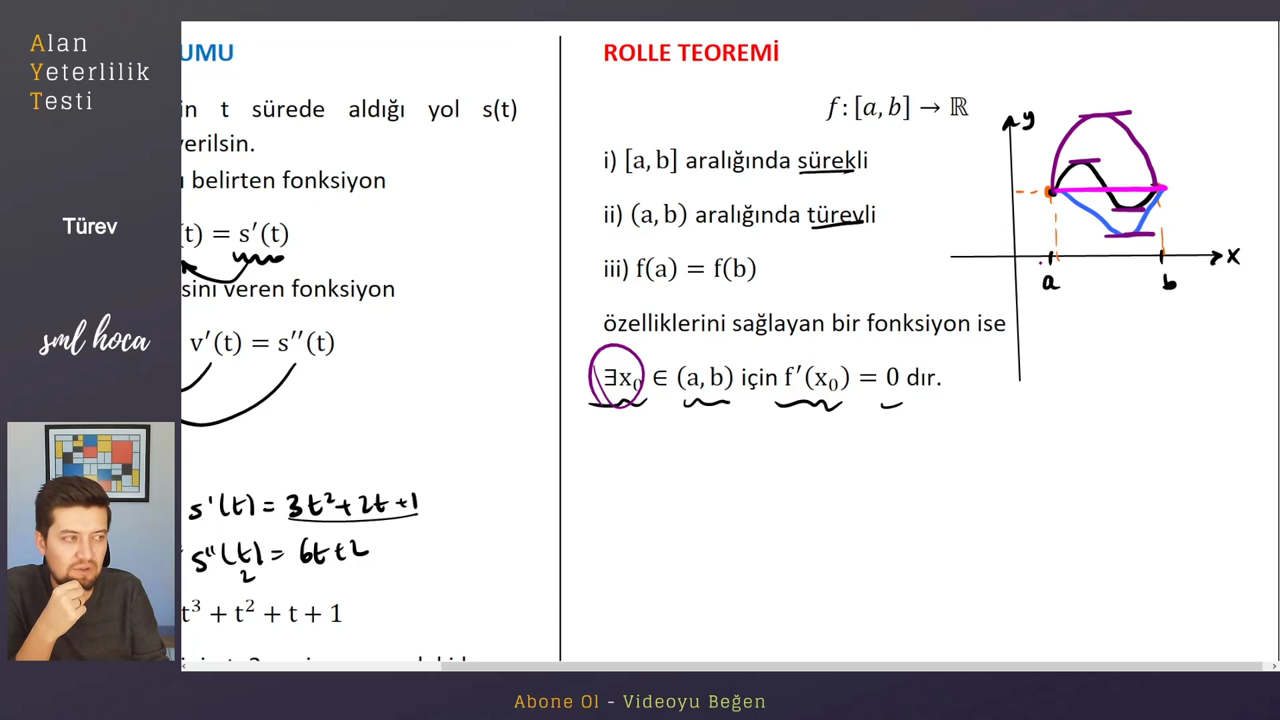 Alan
Yeterlilik
Testi
Türev
sml hoca
UMU
in t sürede aldığı yol s(t)
verilsin.
belirten fonksiyon
(t) = s′(t)
sini veren fonksiyon
v′(t) = s′′(t)
s'(t) = 3t²+2t+1
s"(t) = 6t+2
2
t³ + t² + t + 1
ROLLE TEOREMİ
f: [a, b] → ℝ
i) [a, b] aralığında sürekli
ii) (a, b) aralığında türevli
iii) f(a) = f(b)
özelliklerini sağlayan bir fonksiyon ise
∃x₀ ∈ (a, b) için f′(x₀) = 0 dır.
y
x
a
b
Abone Ol - Videoyu Beğen